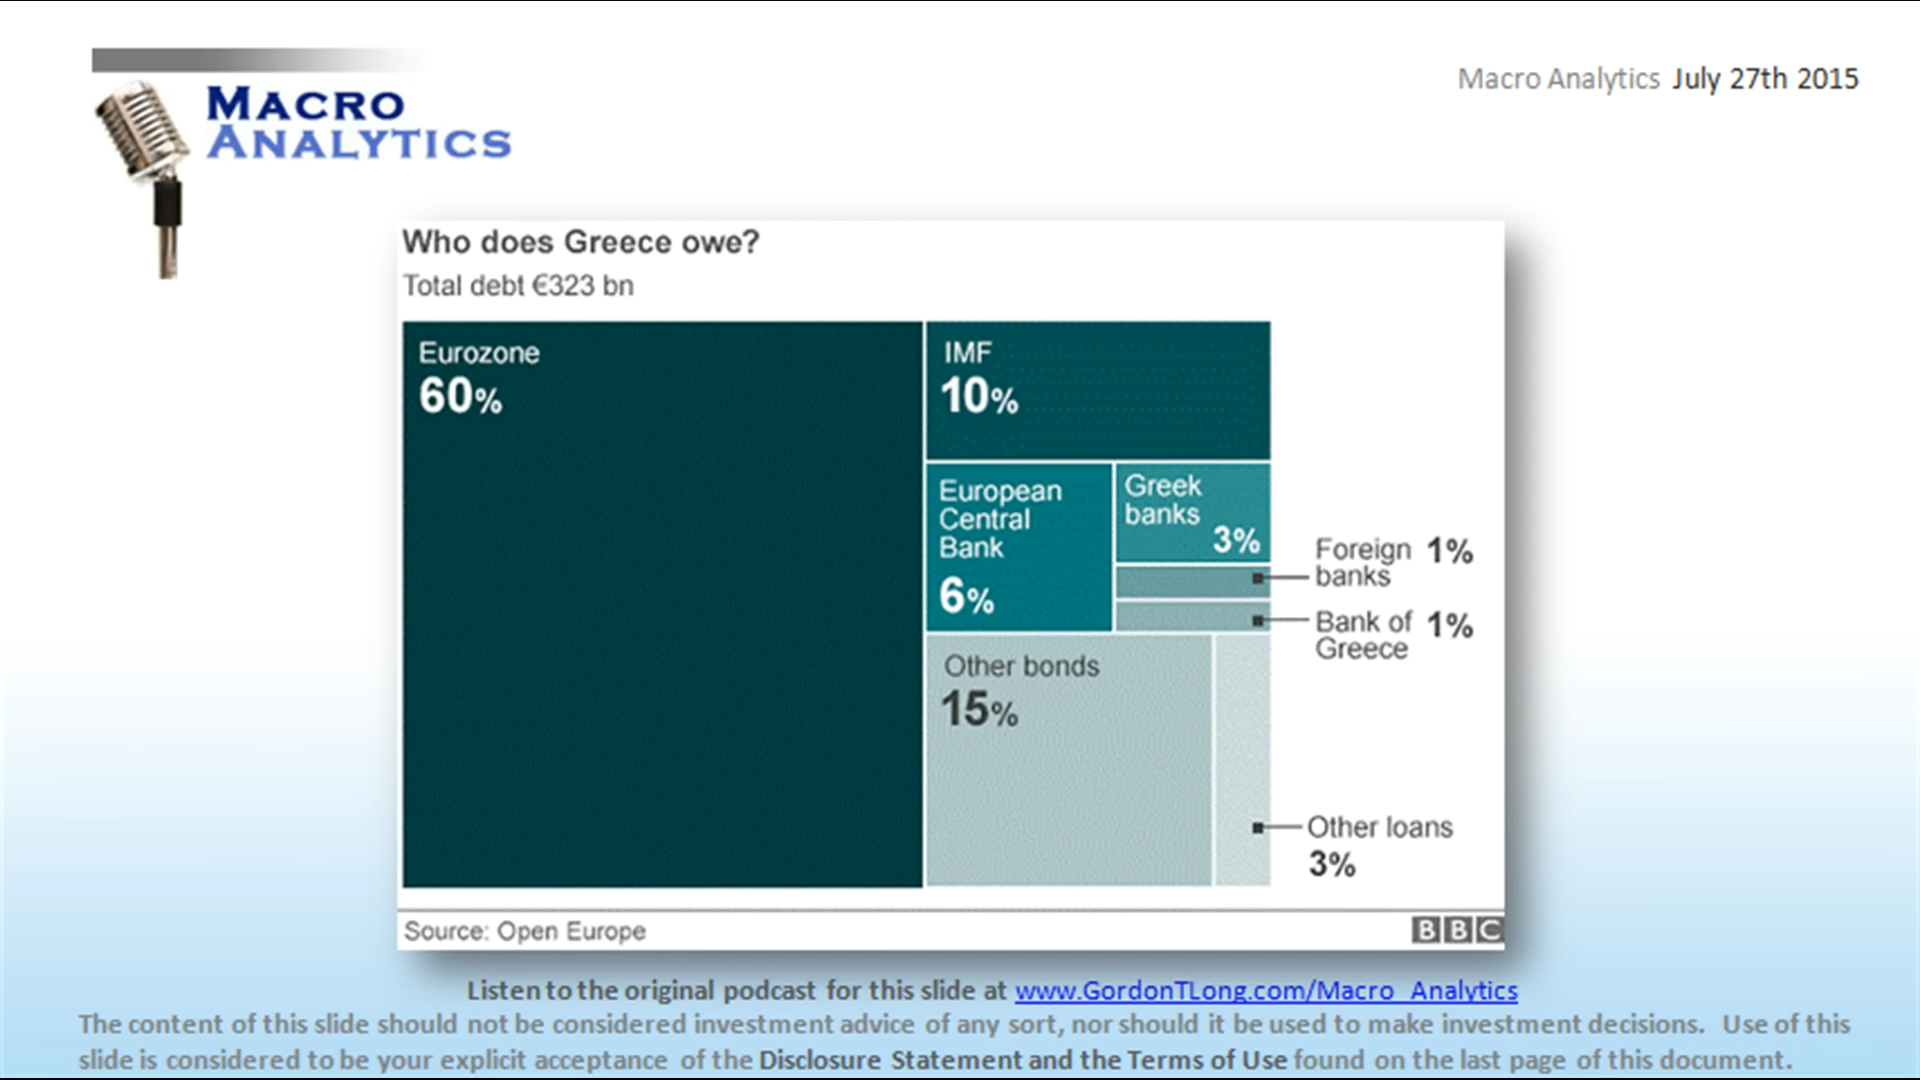 MACRO
ANALYTICS
Macro Analytics July 27th 2015
Who does Greece owe?
Total debt €323 bn
Eurozone
60%
IMF
10%
European
Central
Bank
6%
Greek
banks
3%
Foreign 1%
banks
Bank of 1%
Greece
Other bonds
15%
Other loans
3%
Source: Open Europe
BBC
Listen to the original podcast for this slide at www.GordonTLong.com/Macro_Analytics
The content of this slide should not be considered investment advice of any sort, nor should it be used to make investment decisions. Use of this
slide is considered to be your explicit acceptance of the Disclosure Statement and the Terms of Use found on the last page of this document.